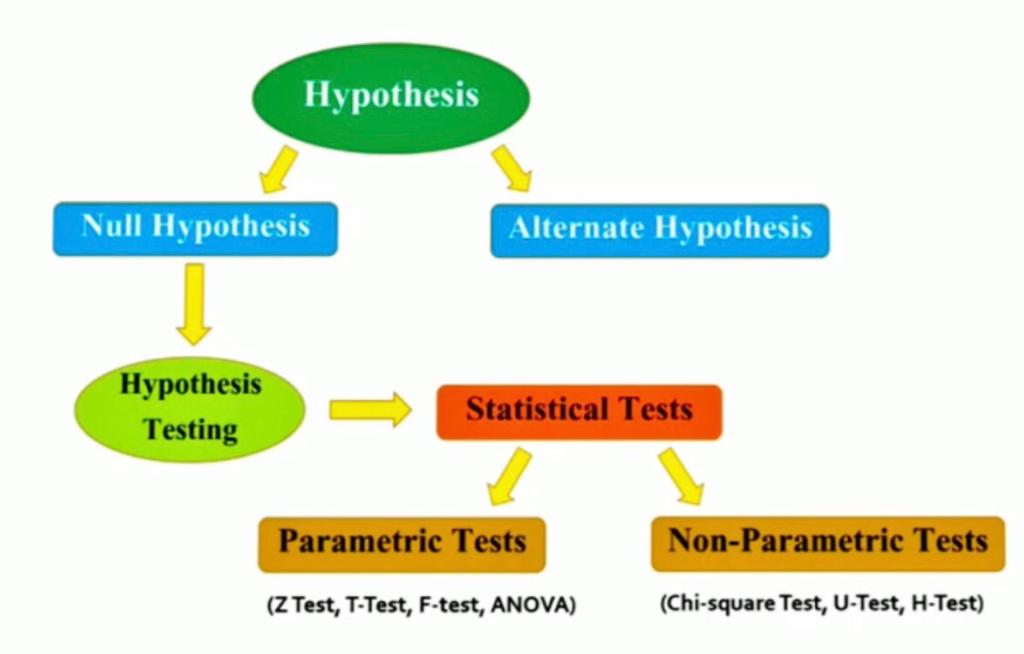 Hypothesis
Null Hypothesis
Alternate Hypothesis
Hypothesis
Testing
Statistical Tests
Parametric Tests
Non-Parametric Tests
(Z Test, T-Test, F-test, ANOVA)
(Chi-square Test, U-Test, H-Test)